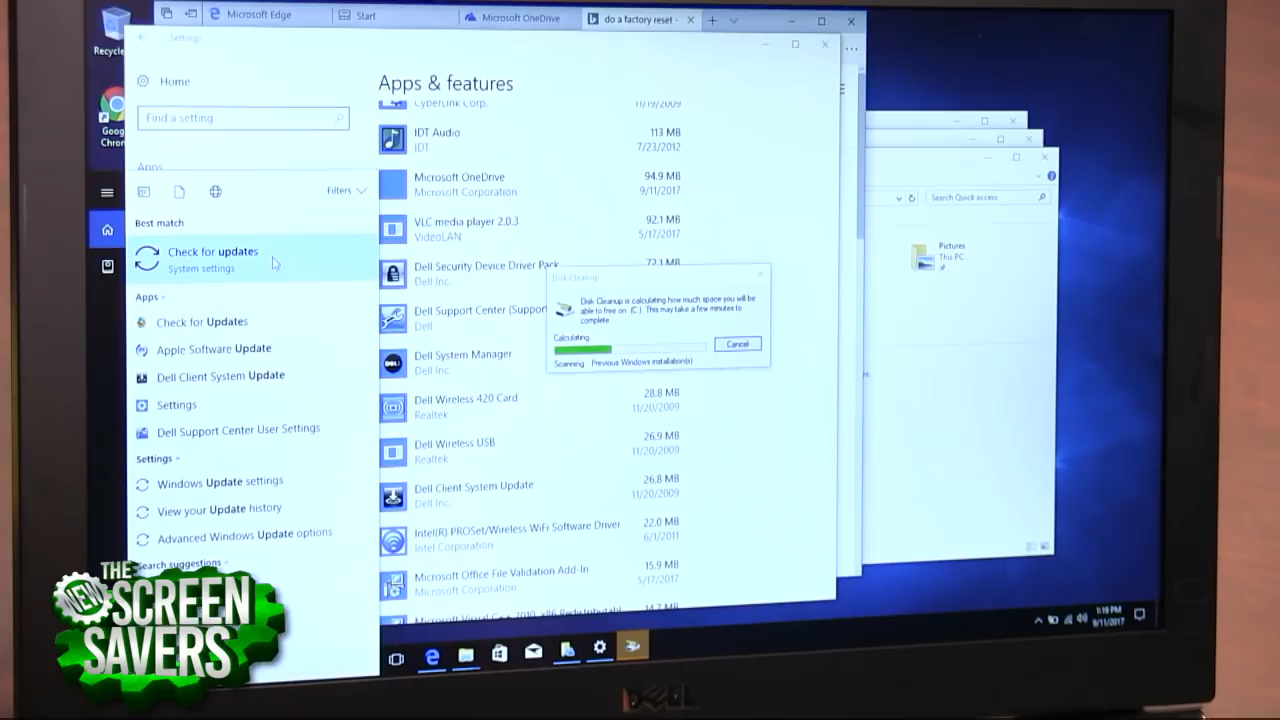 Recycle
Goog
Chron
Microsoft Edge
Start
Microsoft OneDrive
do a factory reset -
Settings
Home
Find a setting
Apps
Filters
Best match
Check for updates
System settings
Apps
Check for Updates
Apple Software Update
Dell Client System Update
Settings
Dell Support Center User Settings
Settings
Windows Update settings
View your Update history
Advanced Windows Update options
Search suggestions
Apps & features
CyberLink Corp.
11/19/2009
IDT Audio
113 MB
IDT
7/23/2012
Microsoft OneDrive
94.9 MB
Microsoft Corporation
9/11/2017
VLC media player 2.0.3
92.1 MB
VideoLAN
5/17/2017
Dell Security Device Driver Pack
72.1 MB
Dell Inc.
Dell Support Center (Support
Dell
Dell System Manager
Dell Inc.
Dell Wireless 420 Card
28.8 MB
Realtek
11/20/2009
Dell Wireless USB
26.9 MB
Realtek
11/20/2009
Dell Client System Update
26.8 MB
Dell Inc.
11/20/2009
Intel(R) PROSet/Wireless WiFi Software Driver
22.0 MB
Intel Corporation
6/1/2011
Microsoft Office File Validation Add-In
15.9 MB
Microsoft Corporation
5/17/2017
Microsoft Visual C++ 2010 x86 Redistributabl
14.7 MB
Disk Cleanup
Disk Cleanup is calculating how much space you will be
able to free on (C:). This may take a few minutes to
complete.
Calculating...
Cancel
Scanning: Previous Windows installation(s)
Search Quick access
Pictures
This PC
1:19 PM
9/11/2017
DELL
THE
NEW
SCREEN
SAVERS